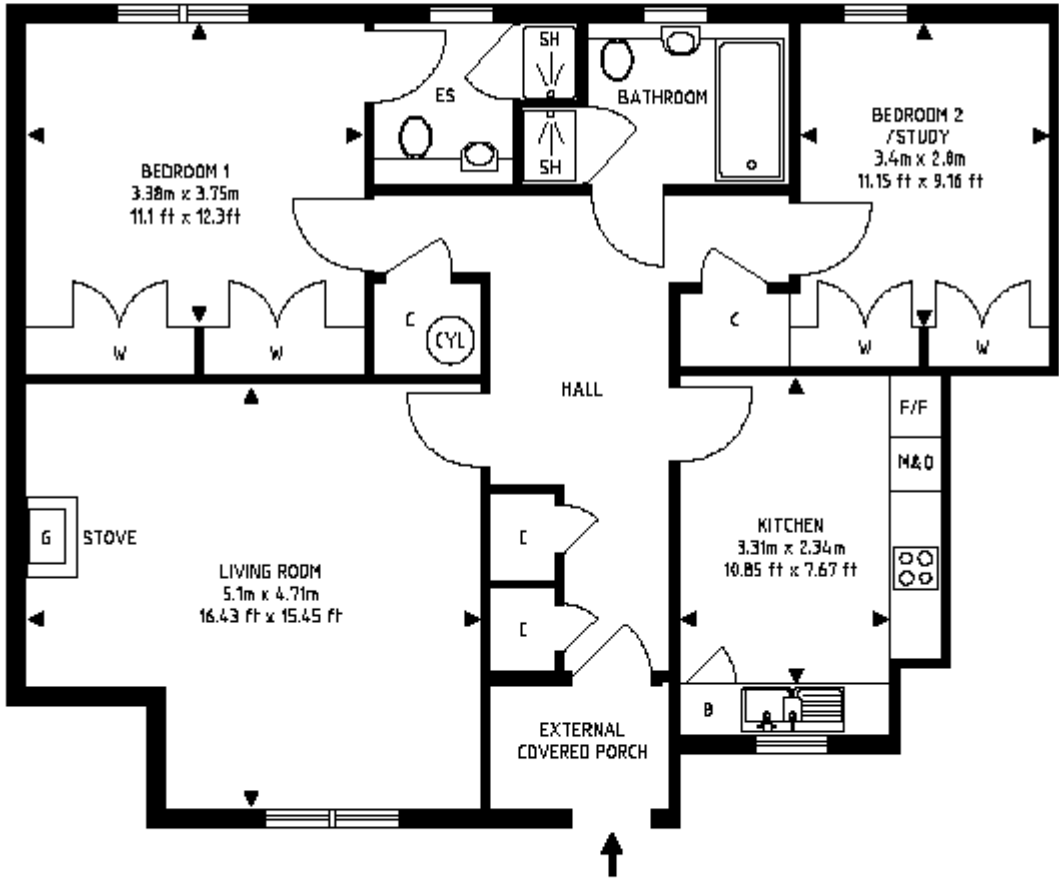 SH
ES
BATHROOM
SH
BEDROOM 2
/STUDY
3.4m x 2.8m
11.15 ft x 9.16 ft
BEDROOM 1
3.38m x 3.75m
11.1 ft x 12.3ft
C
CYL
C
W
W
W
W
HALL
F/F
M&O
G
STOVE
C
KITCHEN
3.31m x 2.34m
10.85 ft x 7.67 ft
LIVING ROOM
5.1m x 4.71m
16.43 ft x 15.45 ft
C
B
EXTERNAL
COVERED PORCH